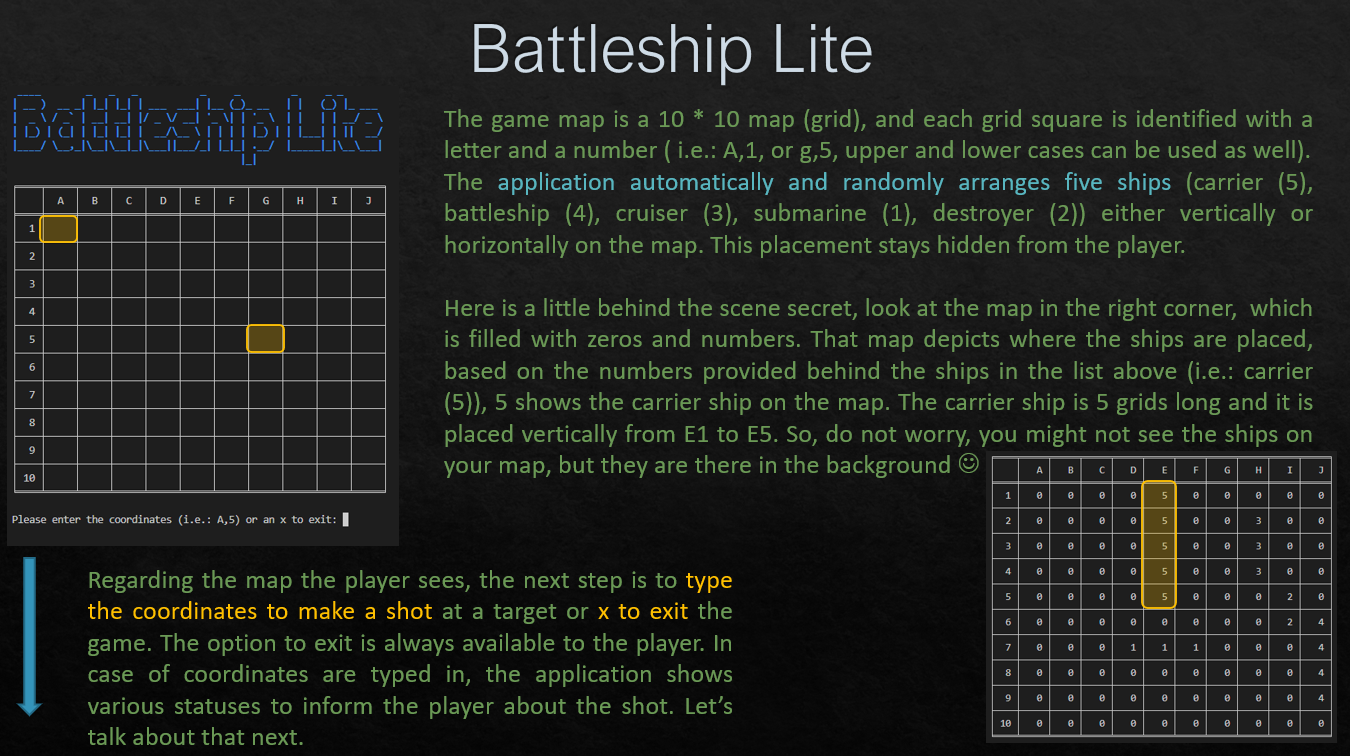 Battleship Lite
Battleship Lite
A B C D E F G H I J
1
2
3
4
5
6
7
8
9
10
Please enter the coordinates (i.e.: A,5) or an x to exit:
The game map is a 10 * 10 map (grid), and each grid square is identified with a
letter and a number ( i.e.: A,1, or g,5, upper and lower cases can be used as well).
The application automatically and randomly arranges five ships (carrier (5),
battleship (4), cruiser (3), submarine (1), destroyer (2)) either vertically or
horizontally on the map. This placement stays hidden from the player.
Here is a little behind the scene secret, look at the map in the right corner, which
is filled with zeros and numbers. That map depicts where the ships are placed,
based on the numbers provided behind the ships in the list above (i.e.: carrier
(5)), 5 shows the carrier ship on the map. The carrier ship is 5 grids long and it is
placed vertically from E1 to E5. So, do not worry, you might not see the ships on
your map, but they are there in the background ☺
A B C D E F G H I J
1 0 0 0 0 5 0 0 0 0 0
2 0 0 0 0 5 0 0 3 0 0
3 0 0 0 0 5 0 0 3 0 0
4 0 0 0 0 5 0 0 3 0 0
5 0 0 0 0 5 0 0 0 2 0
6 0 0 0 0 0 0 0 0 2 4
7 0 0 0 1 1 1 0 0 0 4
8 0 0 0 0 0 0 0 0 0 4
9 0 0 0 0 0 0 0 0 0 4
10 0 0 0 0 0 0 0 0 0 0
Regarding the map the player sees, the next step is to type
the coordinates to make a shot at a target or x to exit the
game. The option to exit is always available to the player. In
case of coordinates are typed in, the application shows
various statuses to inform the player about the shot. Let’s
talk about that next.